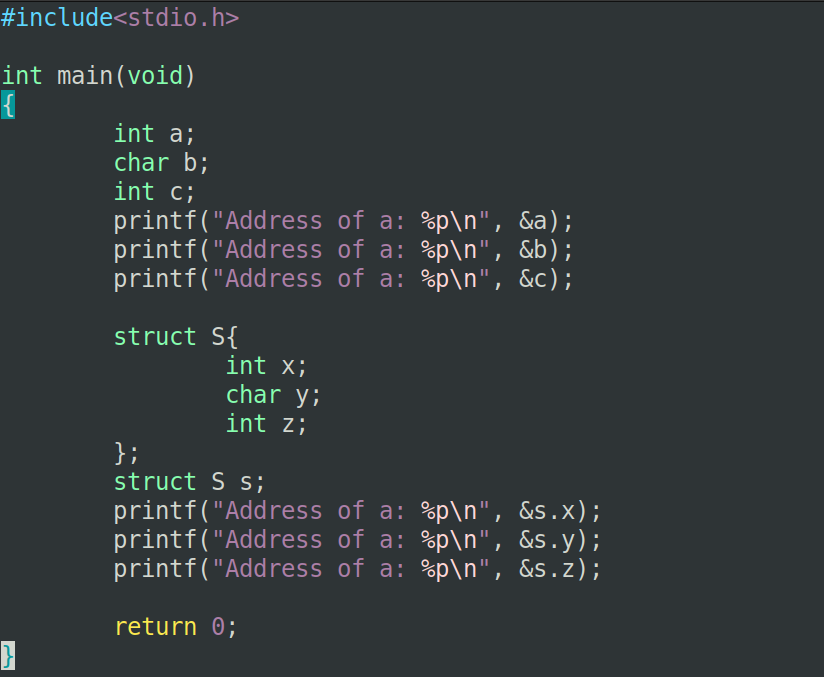 #include<stdio.h>

int main(void)
{
        int a;
        char b;
        int c;
        printf("Address of a: %p\n", &a);
        printf("Address of a: %p\n", &b);
        printf("Address of a: %p\n", &c);

        struct S{
                int x;
                char y;
                int z;
        };
        struct S s;
        printf("Address of a: %p\n", &s.x);
        printf("Address of a: %p\n", &s.y);
        printf("Address of a: %p\n", &s.z);

        return 0;
}